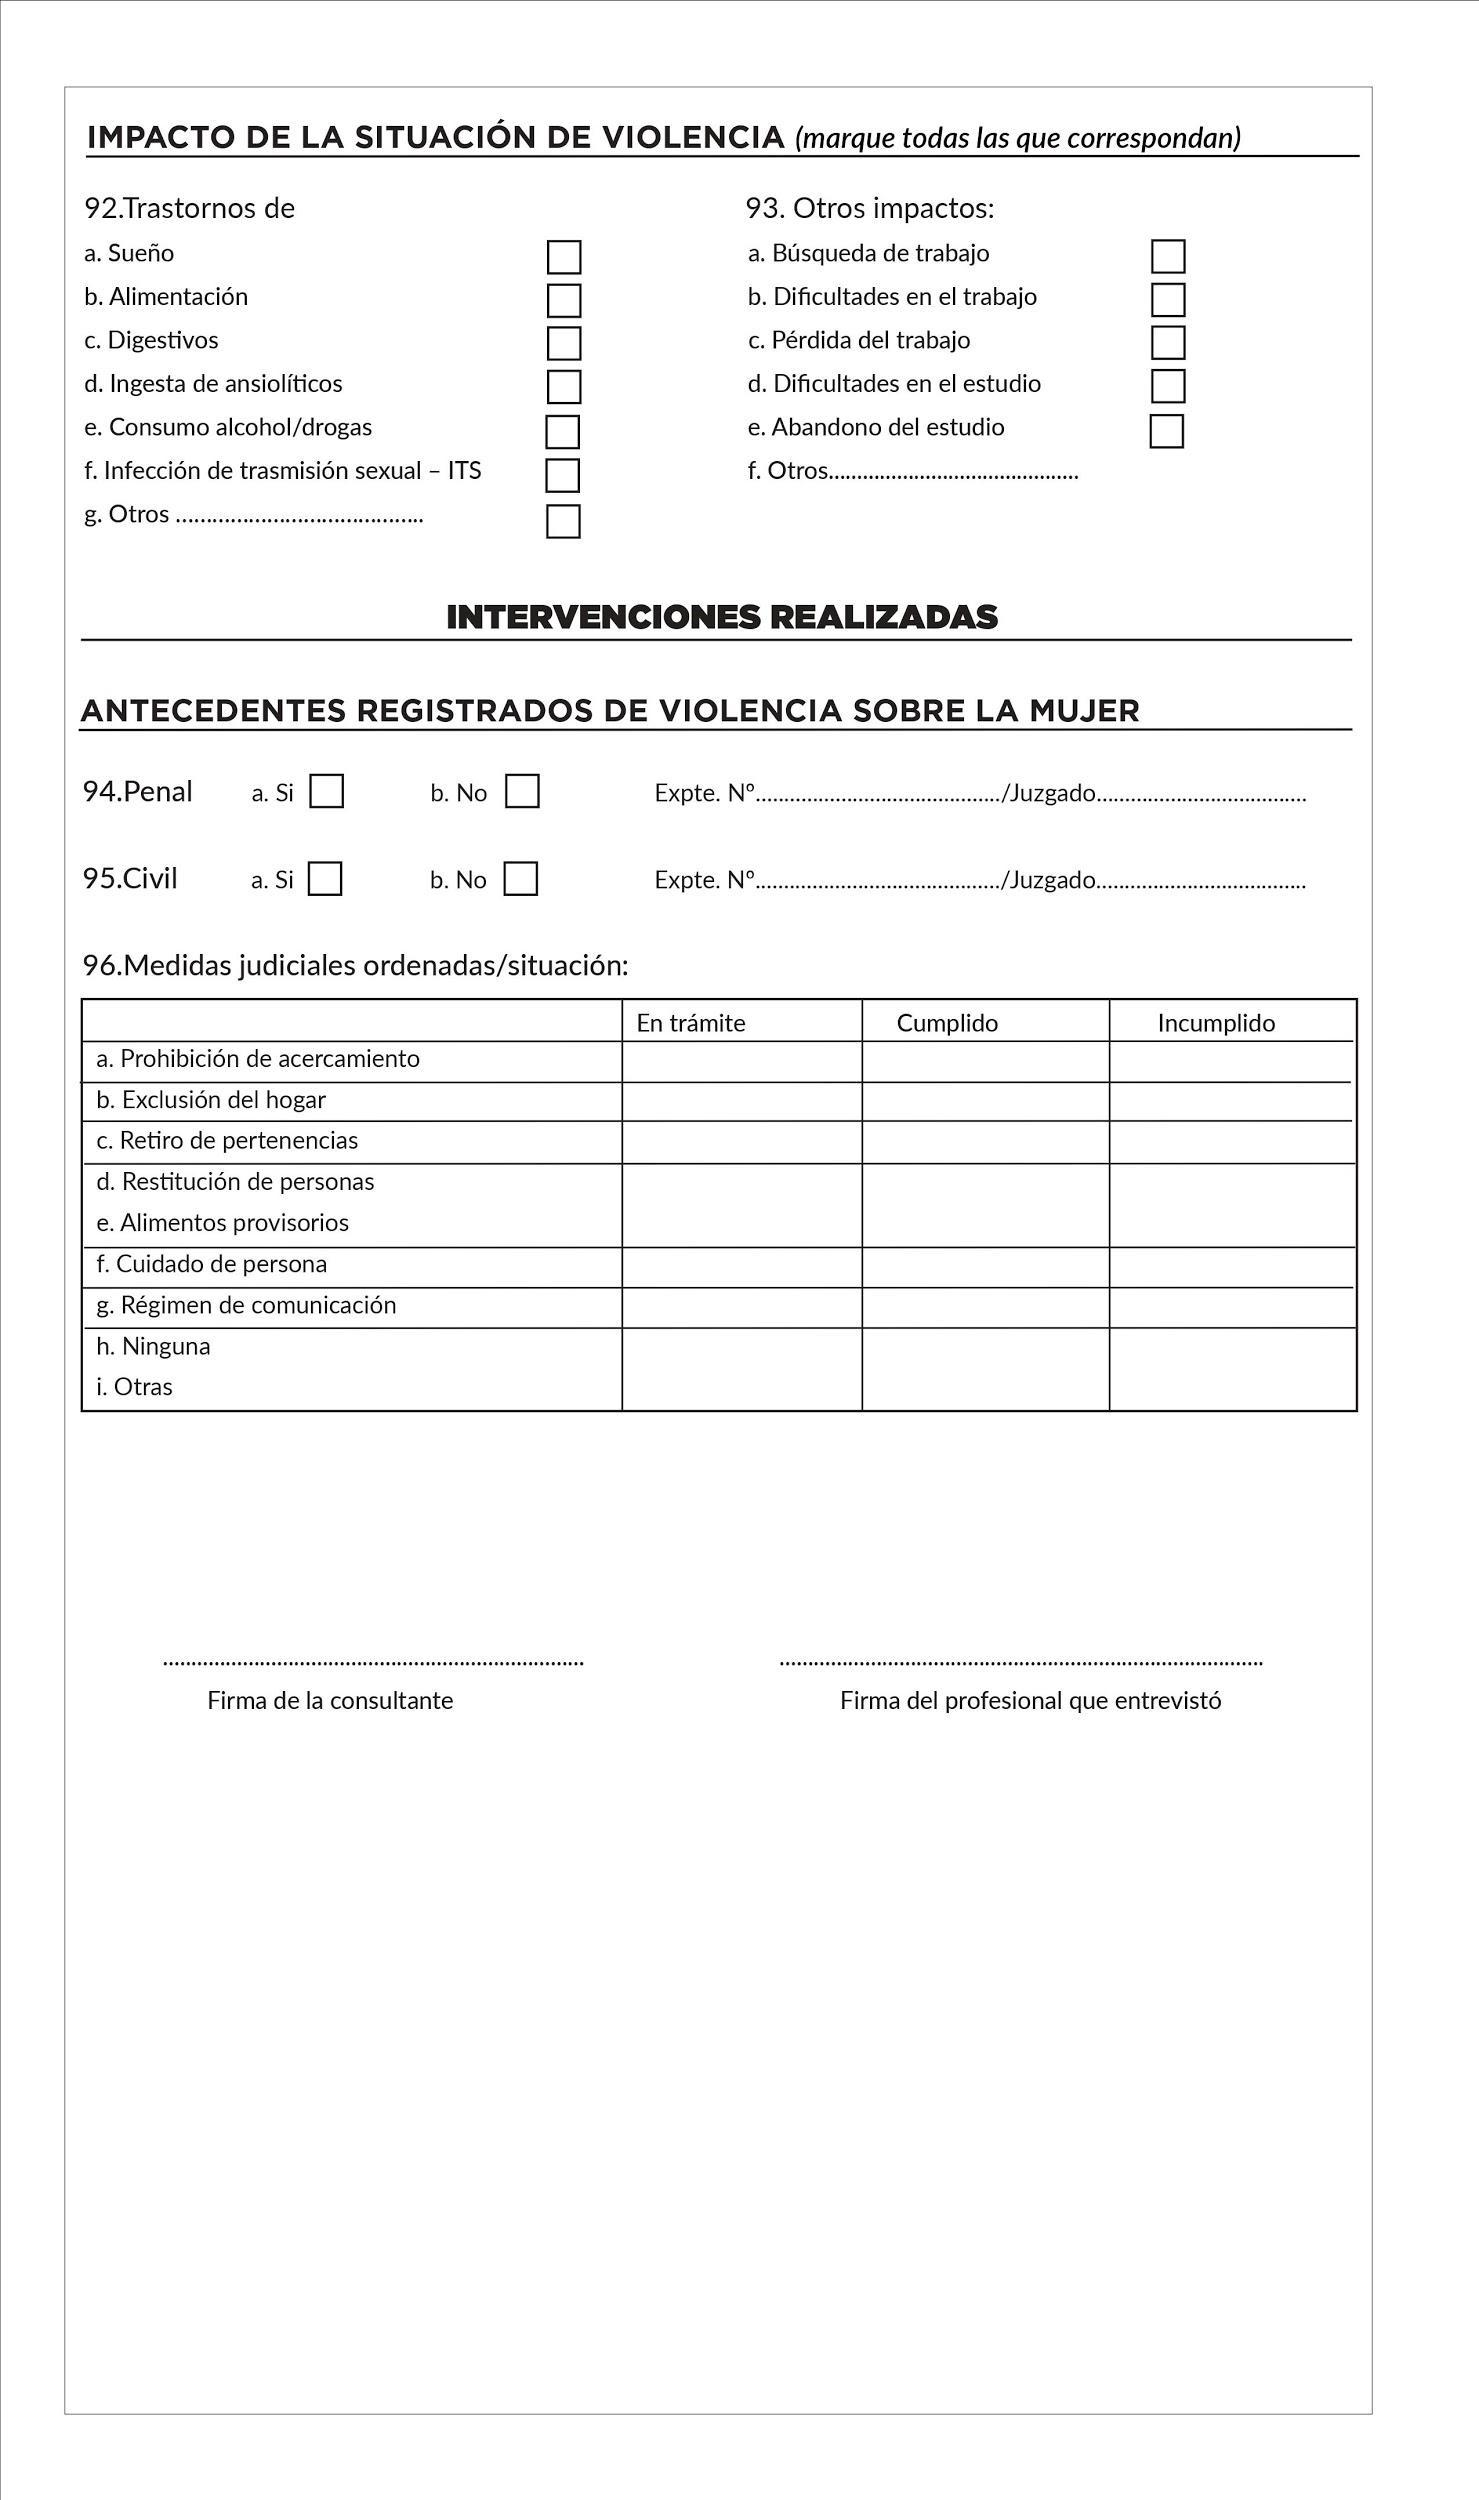 IMPACTO DE LA SITUACIÓN DE VIOLENCIA (marque todas las que correspondan)
92.Trastornos de
a. Sueño
b. Alimentación
c. Digestivos
d. Ingesta de ansiolíticos
e. Consumo alcohol/drogas
f. Infección de trasmisión sexual – ITS
g. Otros ..........................................
93. Otros impactos:
a. Búsqueda de trabajo
b. Dificultades en el trabajo
c. Pérdida del trabajo
d. Dificultades en el estudio
e. Abandono del estudio
f. Otros............................................
INTERVENCIONES REALIZADAS
ANTECEDENTES REGISTRADOS DE VIOLENCIA SOBRE LA MUJER
94.Penal a. Si b. No Expte. Nº.........................................../Juzgado.....................................
95.Civil a. Si b. No Expte. Nº.........................................../Juzgado.....................................
96.Medidas judiciales ordenadas/situación:
En trámite Cumplido Incumplido
a. Prohibición de acercamiento
b. Exclusión del hogar
c. Retiro de pertenencias
d. Restitución de personas
e. Alimentos provisorios
f. Cuidado de persona
g. Régimen de comunicación
h. Ninguna
i. Otras
.......................................................................... .....................................................................................
Firma de la consultante Firma del profesional que entrevistó